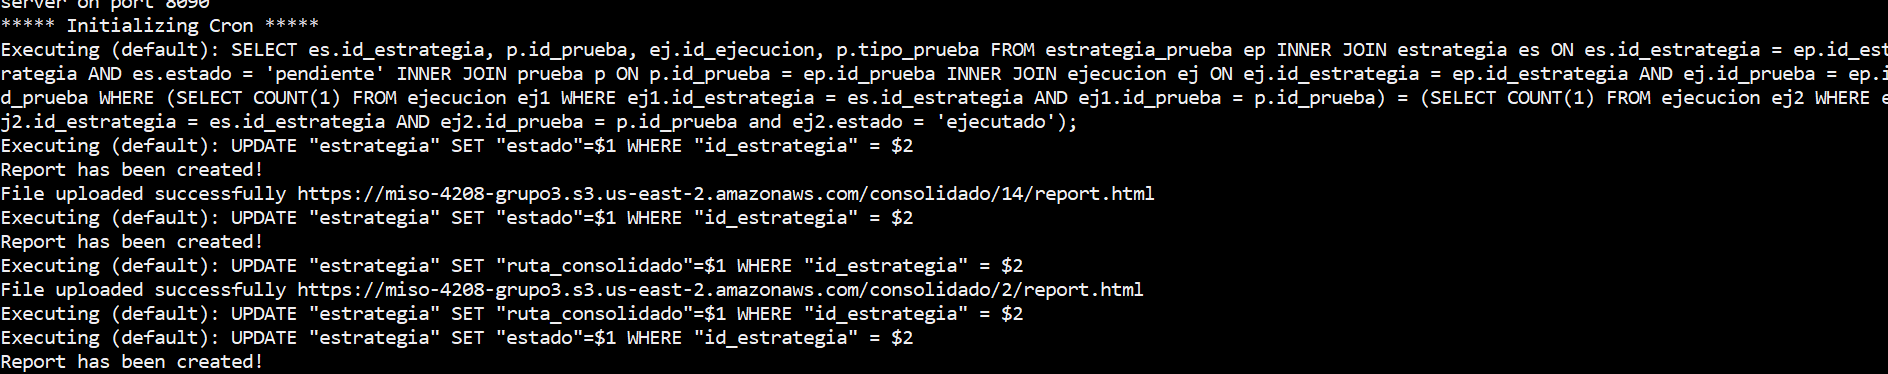 server on port 8090
***** Initializing Cron *****
Executing (default): SELECT es.id_estrategia, p.id_prueba, ej.id_ejecucion, p.tipo_prueba FROM estrategia_prueba ep INNER JOIN estrategia es ON es.id_estrategia = ep.id_est
rategia AND es.estado = 'pendiente' INNER JOIN prueba p ON p.id_prueba = ep.id_prueba INNER JOIN ejecucion ej ON ej.id_estrategia = ep.id_estrategia AND ej.id_prueba = ep.i
d_prueba WHERE (SELECT COUNT(1) FROM ejecucion ej1 WHERE ej1.id_estrategia = es.id_estrategia AND ej1.id_prueba = p.id_prueba) = (SELECT COUNT(1) FROM ejecucion ej2 WHERE e
j2.id_estrategia = es.id_estrategia AND ej2.id_prueba = p.id_prueba and ej2.estado = 'ejecutado');
Executing (default): UPDATE "estrategia" SET "estado"=$1 WHERE "id_estrategia" = $2
Report has been created!
File uploaded successfully https://miso-4208-grupo3.s3.us-east-2.amazonaws.com/consolidado/14/report.html
Executing (default): UPDATE "estrategia" SET "estado"=$1 WHERE "id_estrategia" = $2
Report has been created!
Executing (default): UPDATE "estrategia" SET "ruta_consolidado"=$1 WHERE "id_estrategia" = $2
File uploaded successfully https://miso-4208-grupo3.s3.us-east-2.amazonaws.com/consolidado/2/report.html
Executing (default): UPDATE "estrategia" SET "ruta_consolidado"=$1 WHERE "id_estrategia" = $2
Executing (default): UPDATE "estrategia" SET "estado"=$1 WHERE "id_estrategia" = $2
Report has been created!